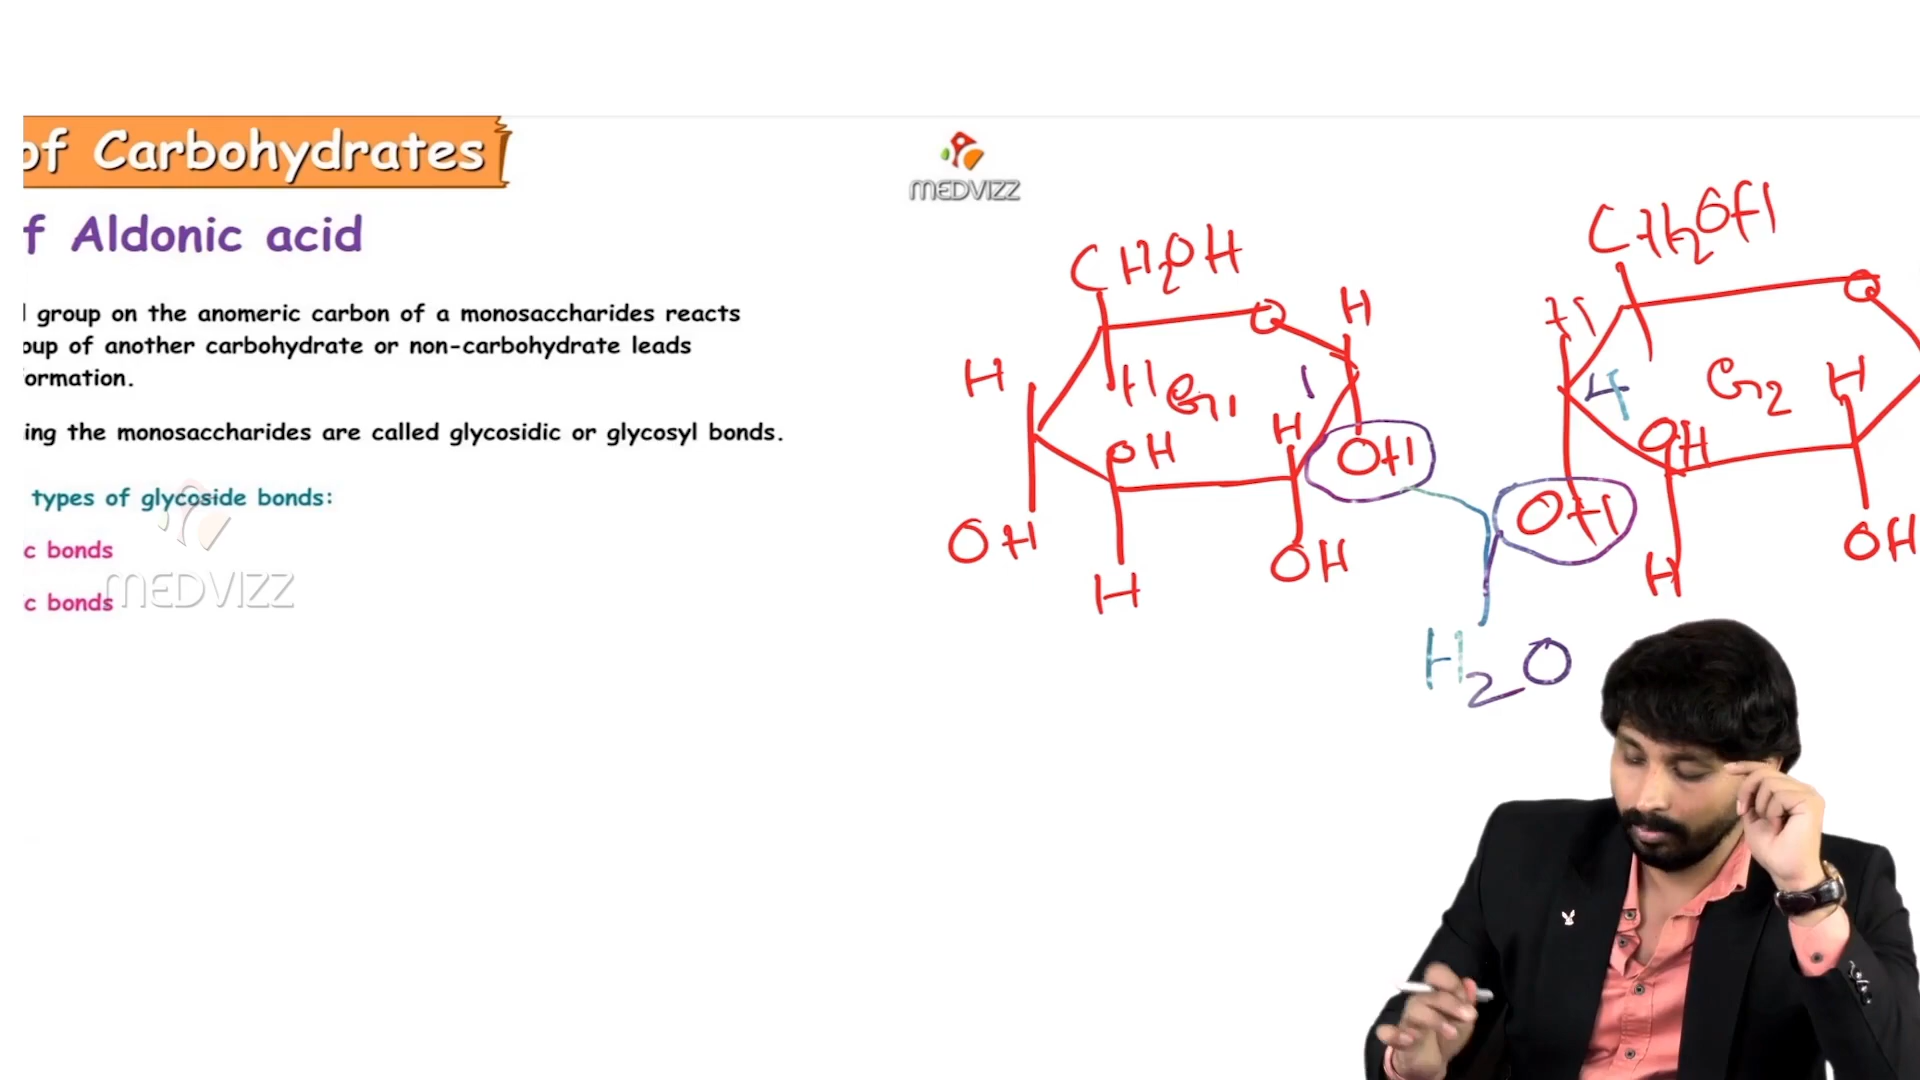 of Carbohydrates
MEDVIZZ
f Aldonic acid
group on the anomeric carbon of a monosaccharides reacts
oup of another carbohydrate or non-carbohydrate leads
ormation.
ing the monosaccharides are called glycosidic or glycosyl bonds.
types of glycoside bonds:
c bonds
c bonds
MEDVIZZ
CH2OH
O
H
H
H
G1
1
H
OH
OH
OH
H
OH
CH2OH
O
H
4
G2
H
OH
OH
H
OH
H2O